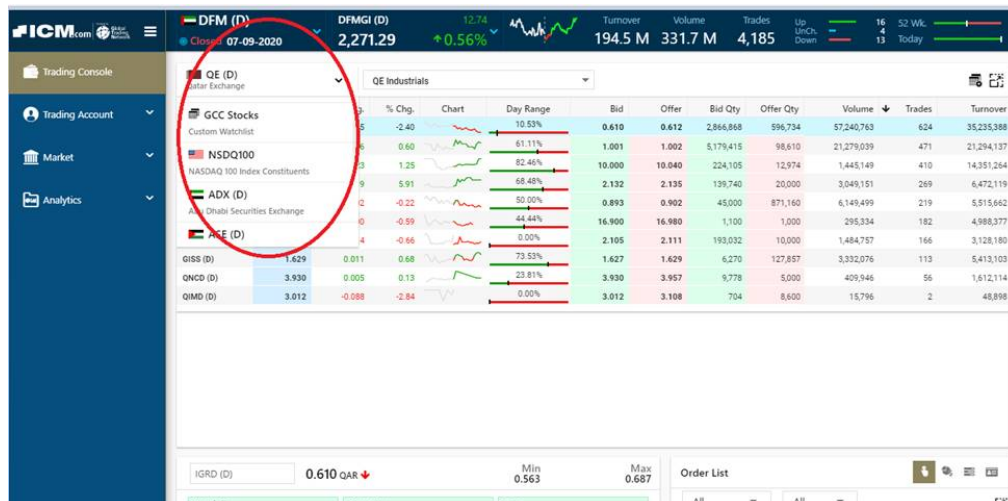 ICM.com Global Trading Network
DFM (D)
Closed 07-09-2020
DFMGI (D)
2,271.29
12.74
0.56%
Turnover
194.5 M
Volume
331.7 M
Trades
4,185
Up 16
UnCh. 4
Down 13
52 Wk.
Today
Trading Console
Trading Account
Market
Analytics
QE (D)
Qatar Exchange
QE Industrials
GCC Stocks
Custom Watchlist
NSDQ100
NASDAQ 100 Index Constituents
ADX (D)
Abu Dhabi Securities Exchange
ASE (D)
% Chg. Chart Day Range Bid Offer Bid Qty Offer Qty Volume Trades Turnover
-2.40 10.53% 0.610 0.612 2,866,868 596,734 57,240,763 624 35,235,388
0.60 61.11% 1.001 1.002 5,179,415 98,610 21,279,039 471 21,294,137
1.25 82.46% 10.000 10.040 224,105 12,974 1,445,149 410 14,351,264
5.91 68.48% 2.132 2.135 139,740 20,000 3,049,151 269 6,472,119
-0.22 50.00% 0.893 0.902 45,000 871,160 6,149,499 219 5,515,662
-0.59 44.44% 16.900 16.980 1,100 1,000 295,334 182 4,988,377
-0.66 0.00% 2.105 2.111 193,032 10,000 1,484,757 166 3,128,180
GISS (D) 1.629 0.011 0.68 73.53% 1.627 1.629 6,270 127,857 3,332,076 113 5,413,103
QNCD (D) 3.930 0.005 0.13 23.81% 3.930 3.957 9,778 5,000 409,946 56 1,612,114
QIMD (D) 3.012 -0.088 -2.84 0.00% 3.012 3.108 704 8,600 15,796 2 48,898
IGRD (D)
0.610 QAR
Min
0.563
Max
0.687
Order List